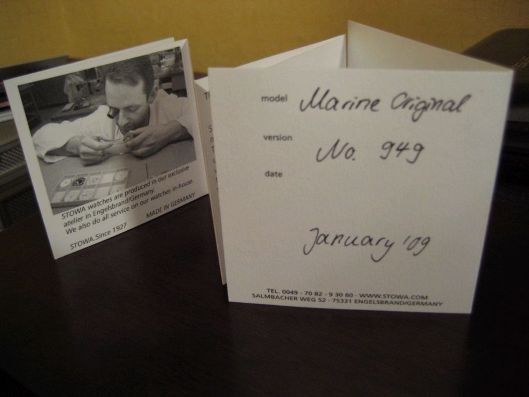 STOWA watches are produced in our exclusive
atelier in Engelsbrand/Germany.
We also do all service on our watches in-house.
STOWA. Since 1927 MADE IN GERMANY
model Marine Original
version No. 949
date
January '09
TEL. 0049 - 70 82 - 9 30 60 · WWW.STOWA.COM
SALMBACHER WEG 52 · 75331 ENGELSBRAND/GERMANY